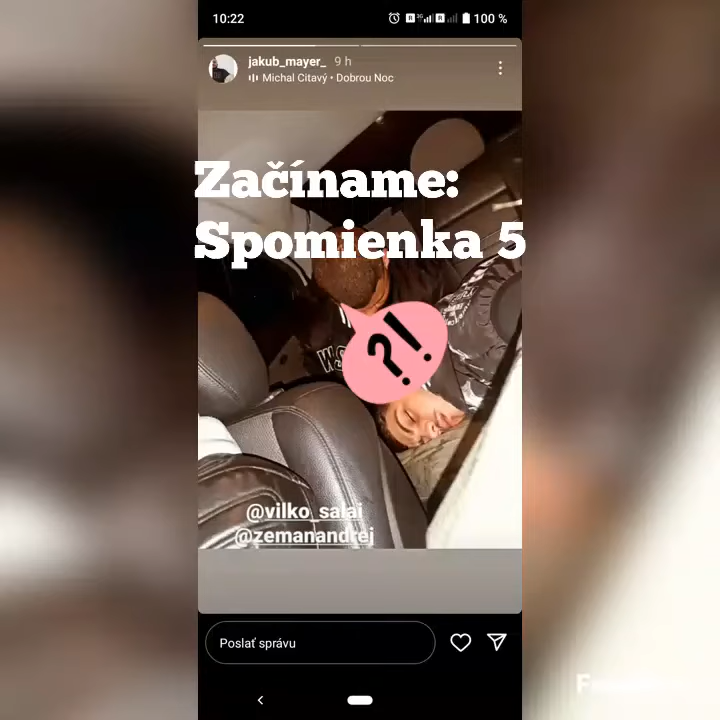 10:22
100 %
jakub_mayer_ 9 h
Michal Citavý • Dobrou Noc
Začíname:
Spomienka 5
?!
@vilko_salai
@zemanandrej
Poslať správu